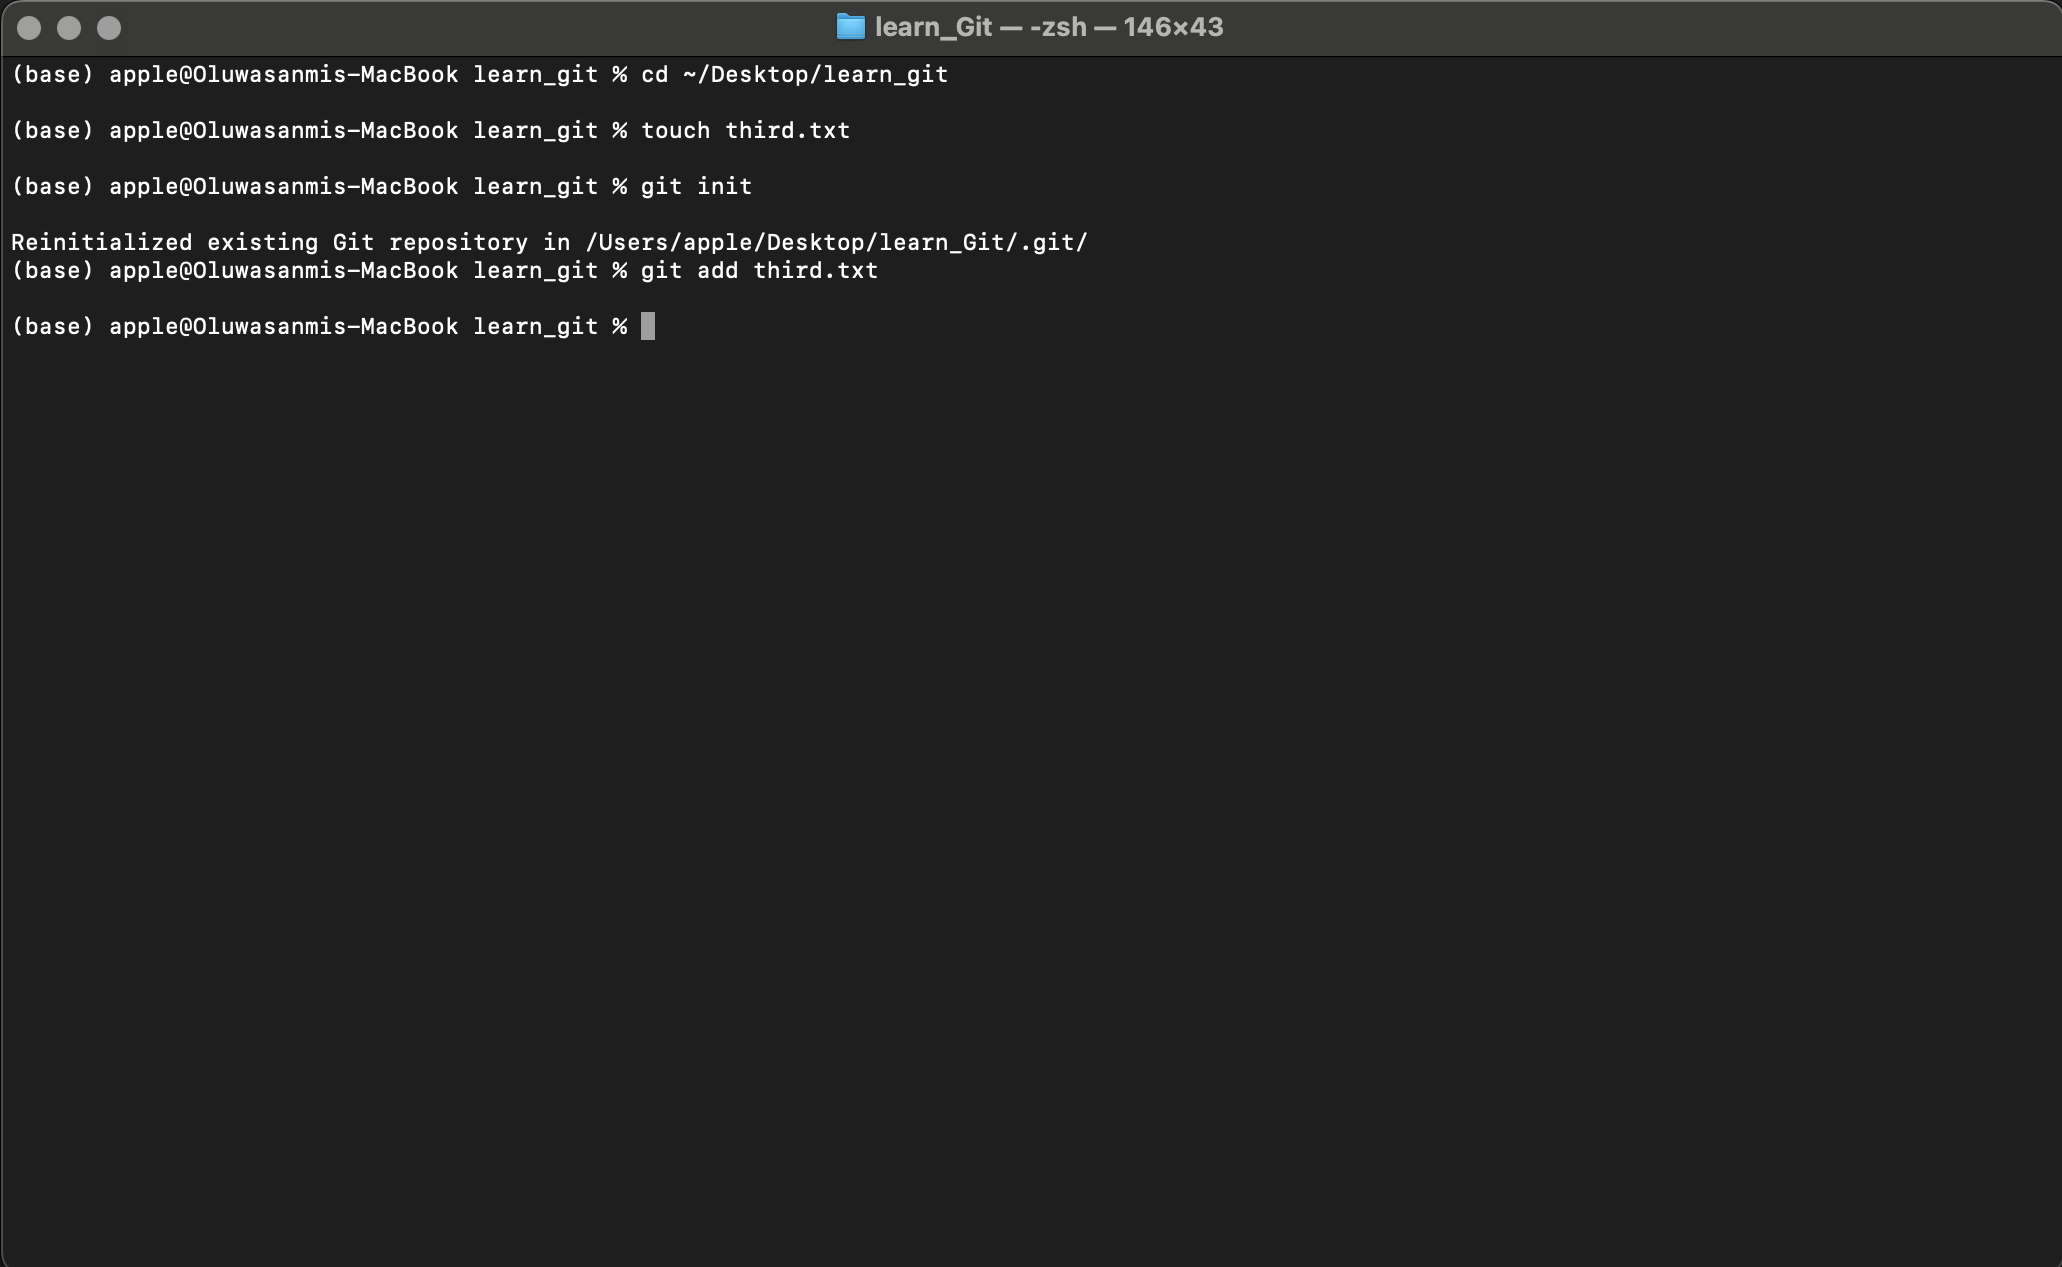 learn_Git — -zsh — 146×43
(base) apple@Oluwasanmis-MacBook learn_git % cd ~/Desktop/learn_git
(base) apple@Oluwasanmis-MacBook learn_git % touch third.txt
(base) apple@Oluwasanmis-MacBook learn_git % git init
Reinitialized existing Git repository in /Users/apple/Desktop/learn_Git/.git/
(base) apple@Oluwasanmis-MacBook learn_git % git add third.txt
(base) apple@Oluwasanmis-MacBook learn_git %